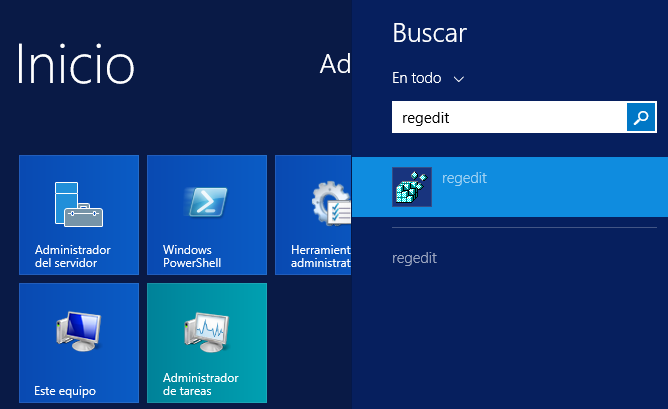 Inicio
Ad
Administrador
del servidor
Windows
PowerShell
Herramient
administrat
Este equipo
Administrador
de tareas
Buscar
En todo
regedit
regedit
regedit